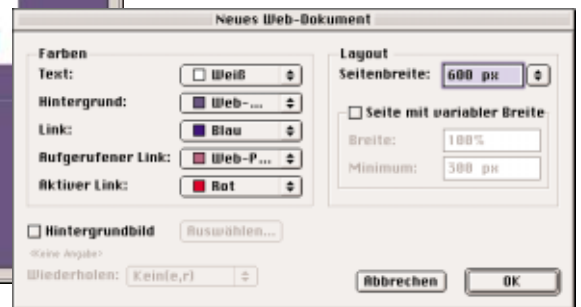 Neues Web-Dokument
Farben
Text: Weiß
Hintergrund: Web-...
Link: Blau
Aufgerufener Link: Web-P...
Aktiver Link: Rot
Hintergrundbild Auswählen...
<Keine Angabe>
Wiederholen: Kein(e,r)
Layout
Seitenbreite: 600 px
Seite mit variabler Breite
Breite: 100%
Minimum: 300 px
Abbrechen OK